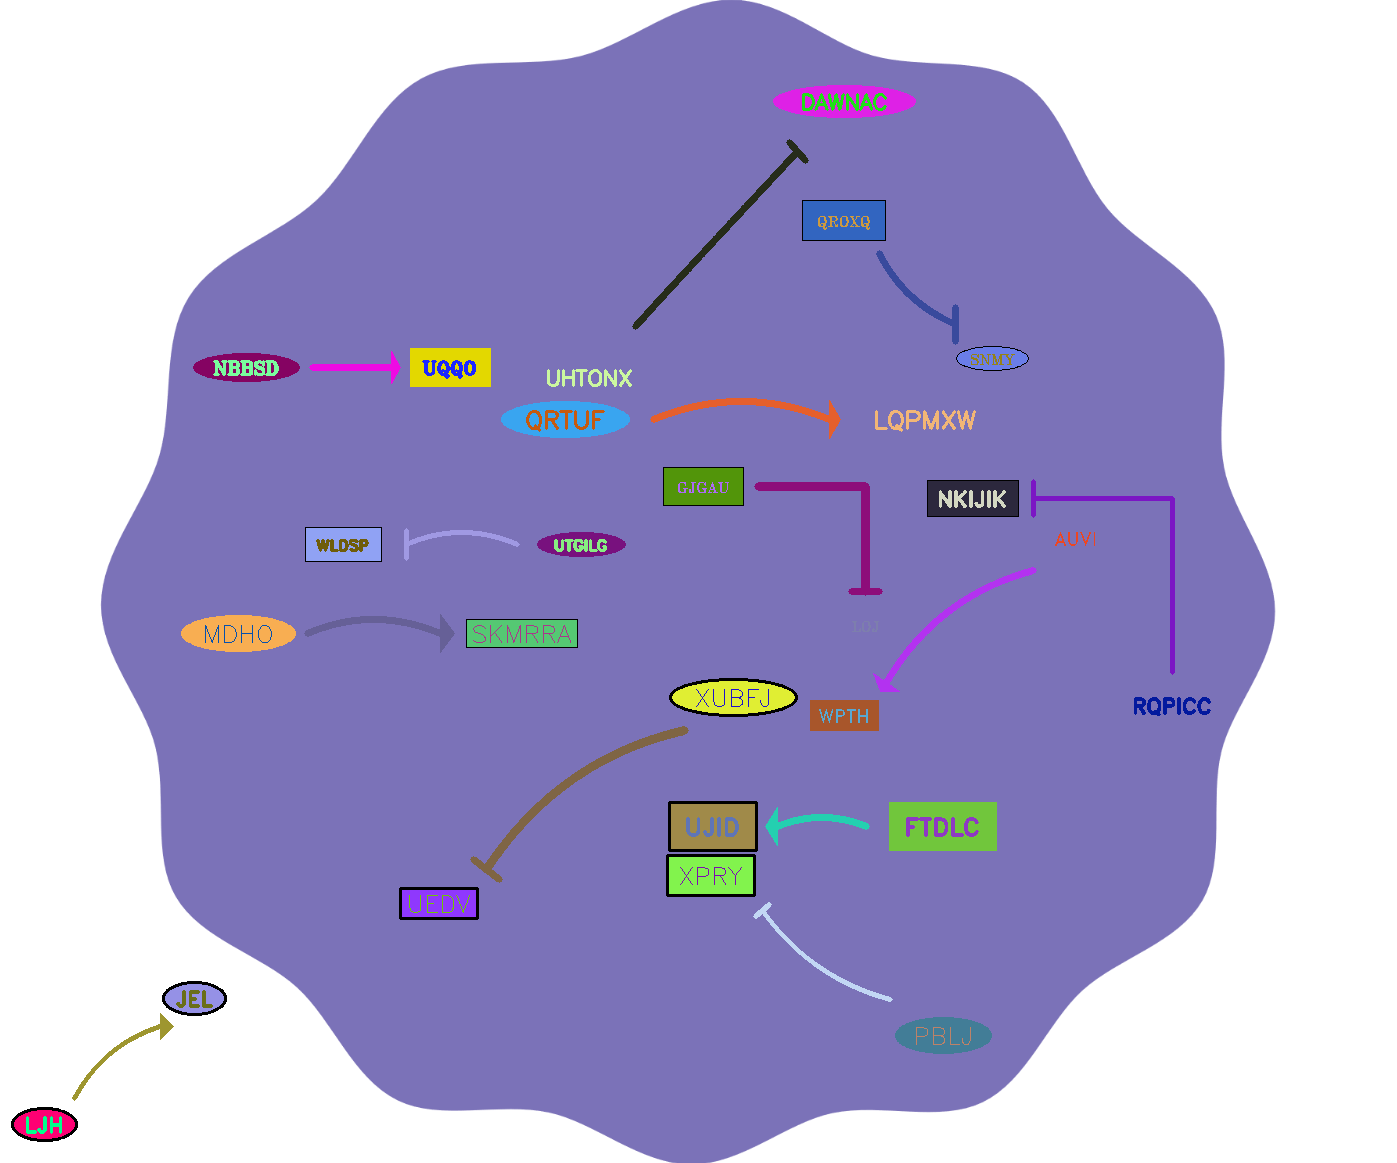 DAWNAC
QROXQ
SNMY
NBBSD
UQQO
UHTONX
QRTUF
LQPMXW
GJGAU
NKIJIK
AUVI
WLDSP
UTGILG
MDHO
SKMRRA
LGJ
XUBFJ
WPTH
RQPICC
UJID
FTDLC
XPRY
UEDV
JEL
PBLJ
LJH